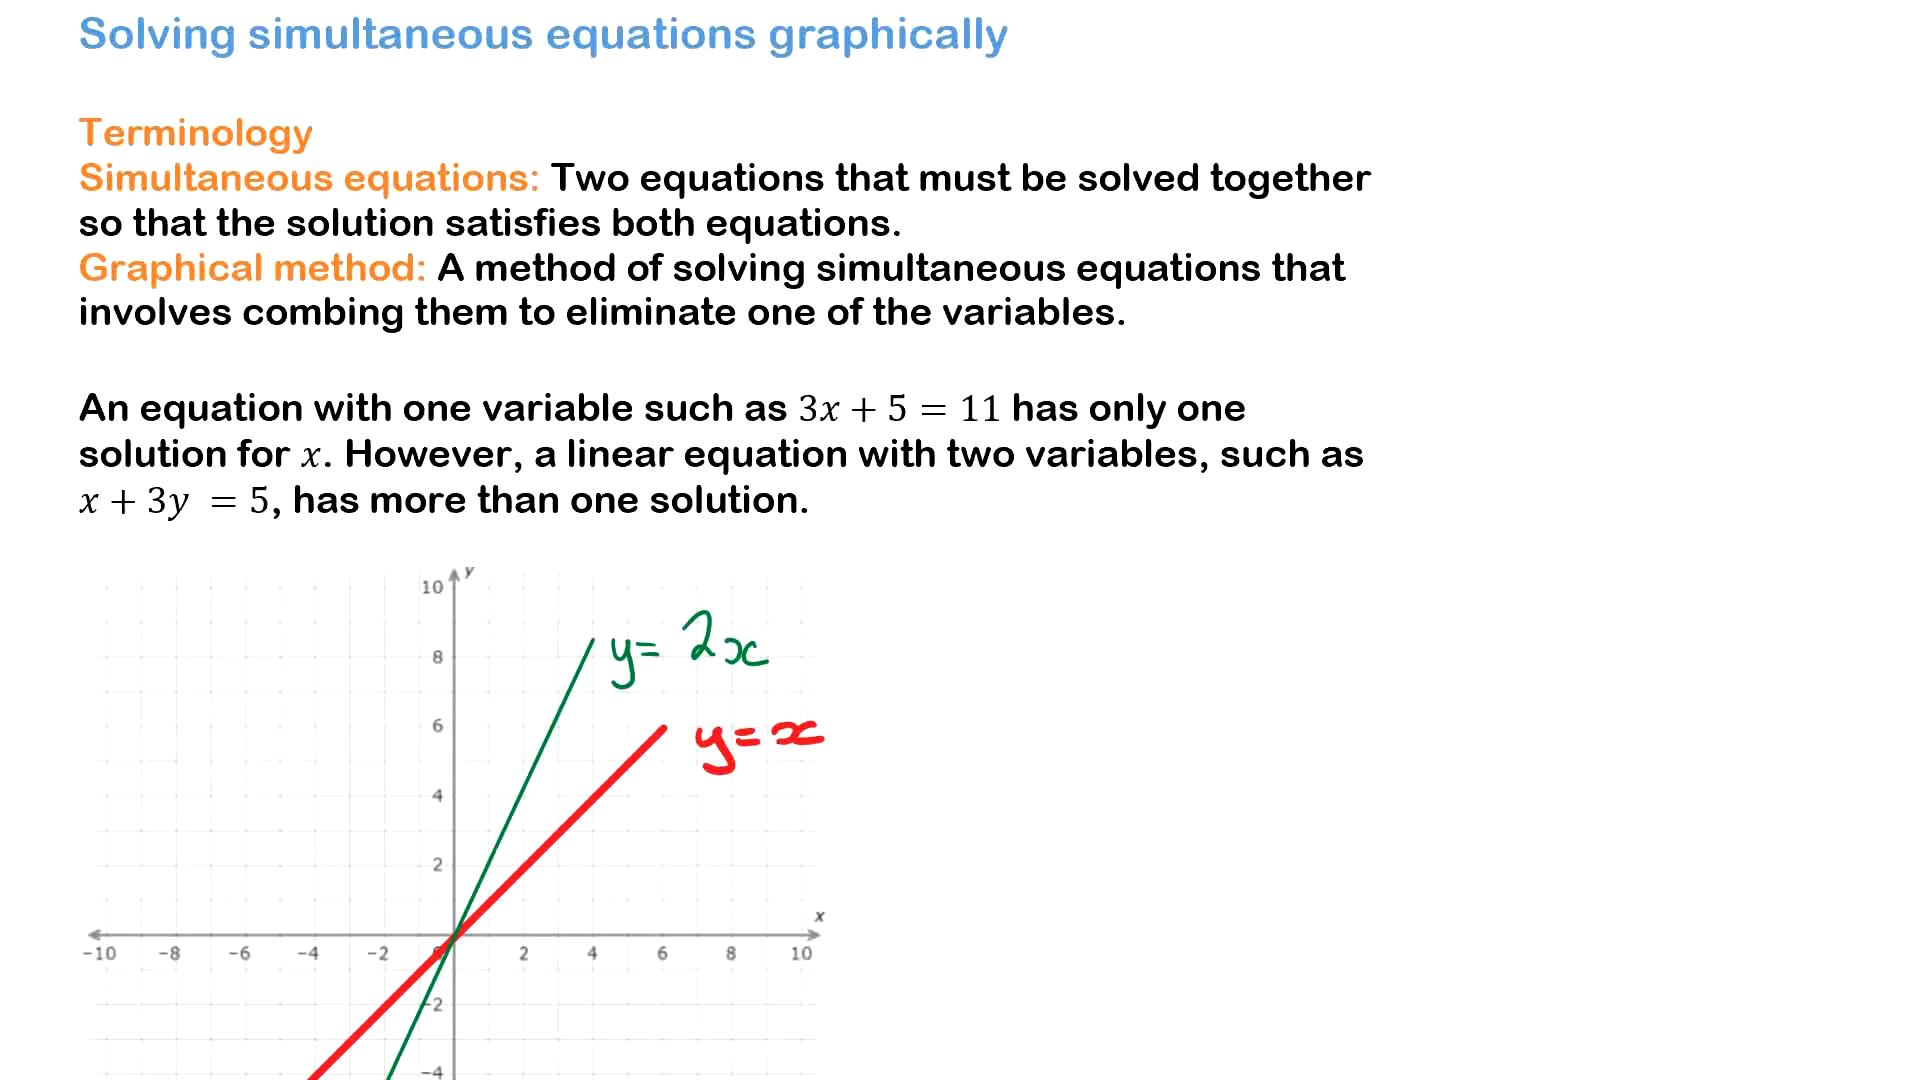 Solving simultaneous equations graphically
Terminology
Simultaneous equations: Two equations that must be solved together
so that the solution satisfies both equations.
Graphical method: A method of solving simultaneous equations that
involves combing them to eliminate one of the variables.
An equation with one variable such as 3x + 5 = 11 has only one
solution for x. However, a linear equation with two variables, such as
x + 3y = 5, has more than one solution.
y
10
y = 2x
8
6
y = x
4
2
x
-10 -8 -6 -4 -2 2 4 6 8 10
-2
-4